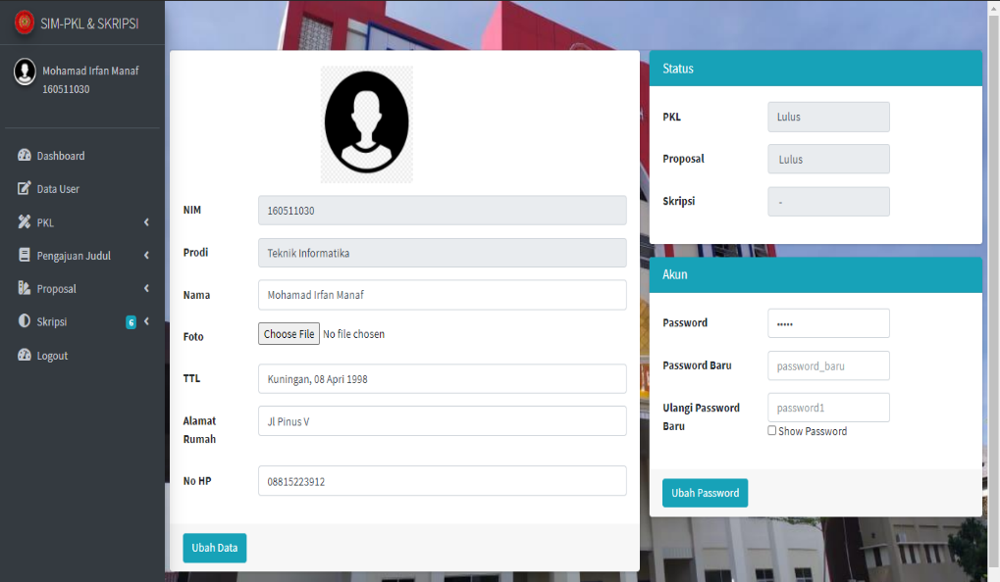 SIM-PKL & SKRIPSI
Mohamad Irfan Manaf
160511030
Dashboard
Data User
PKL
Pengajuan Judul
Proposal
Skripsi 6
Logout
NIM 160511030
Prodi Teknik Informatika
Nama Mohamad Irfan Manaf
Foto Choose File No file chosen
TTL Kuningan, 08 Apri 1998
Alamat Rumah Jl Pinus V
No HP 08815223912
Ubah Data
Status
PKL Lulus
Proposal Lulus
Skripsi -
Akun
Password •••••
Password Baru password_baru
Ulangi Password Baru password1
Show Password
Ubah Password